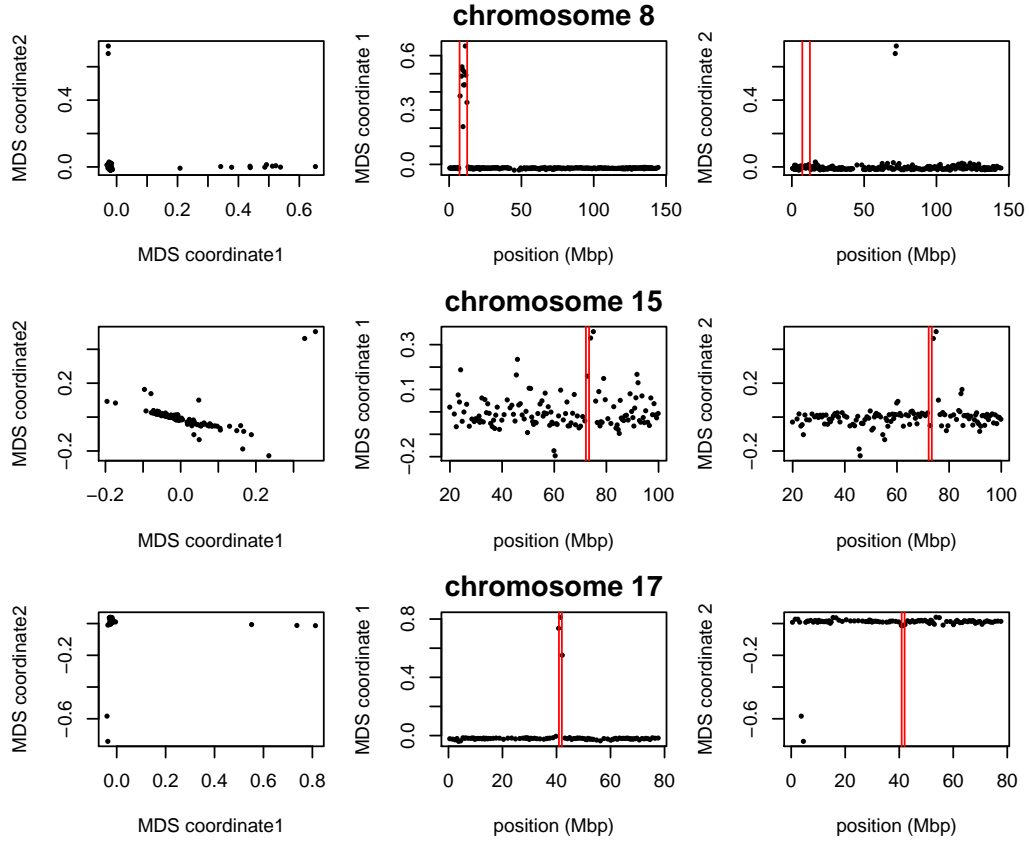 chromosome 8
MDS coordinate2
0.0 0.4
0.0 0.2 0.4 0.6
MDS coordinate1
MDS coordinate 1
0.0 0.3 0.6
0 50 100 150
position (Mbp)
MDS coordinate 2
0.0 0.4
0 50 100 150
position (Mbp)
chromosome 15
MDS coordinate2
−0.2 0.2
−0.2 0.0 0.2
MDS coordinate1
MDS coordinate 1
−0.2 0.1 0.3
20 40 60 80 100
position (Mbp)
MDS coordinate 2
−0.2 0.2
20 40 60 80 100
position (Mbp)
chromosome 17
MDS coordinate2
−0.6 −0.2
0.0 0.2 0.4 0.6 0.8
MDS coordinate1
MDS coordinate 1
0.0 0.4 0.8
0 20 40 60 80
position (Mbp)
MDS coordinate 2
−0.6 −0.2
0 20 40 60 80
position (Mbp)